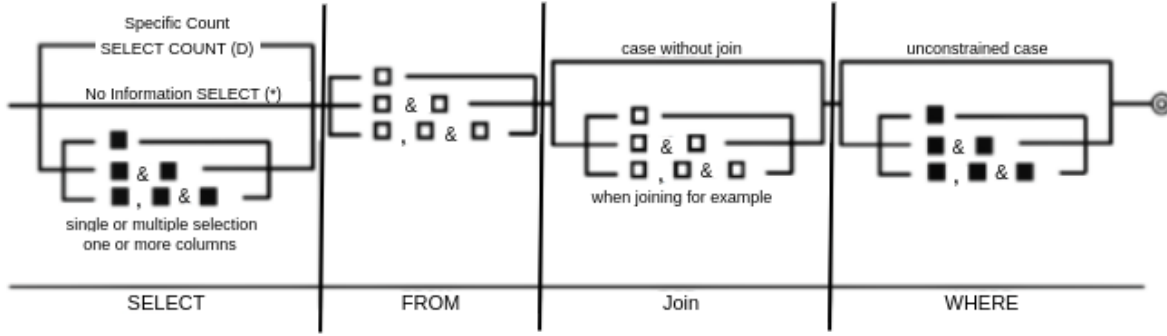 Specific Count
SELECT COUNT (D)
No Information SELECT (*)
&
, &
single or multiple selection
one or more columns
&
, &
case without join
&
, &
when joining for example
unconstrained case
&
, &
SELECT
FROM
Join
WHERE